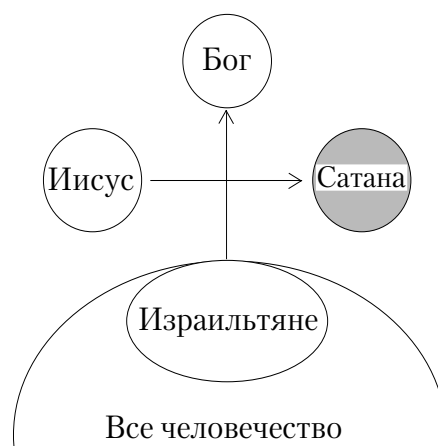 Бог
Иисус
Сатана
Израильтяне
Все человечество